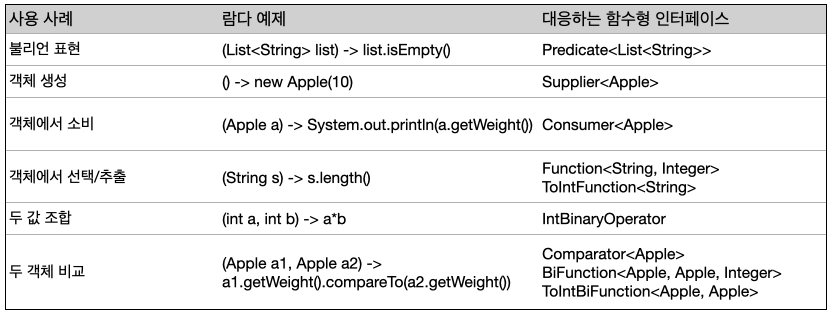 사용 사례 람다 예제 대응하는 함수형 인터페이스
불리언 표현 (List<String> list) -> list.isEmpty() Predicate<List<String>>
객체 생성 () -> new Apple(10) Supplier<Apple>
객체에서 소비 (Apple a) -> System.out.println(a.getWeight()) Consumer<Apple>
객체에서 선택/추출 (String s) -> s.length() Function<String, Integer>
ToIntFunction<String>
두 값 조합 (int a, int b) -> a*b IntBinaryOperator
두 객체 비교 (Apple a1, Apple a2) ->
a1.getWeight().compareTo(a2.getWeight()) Comparator<Apple>
BiFunction<Apple, Apple, Integer>
ToIntBiFunction<Apple, Apple>